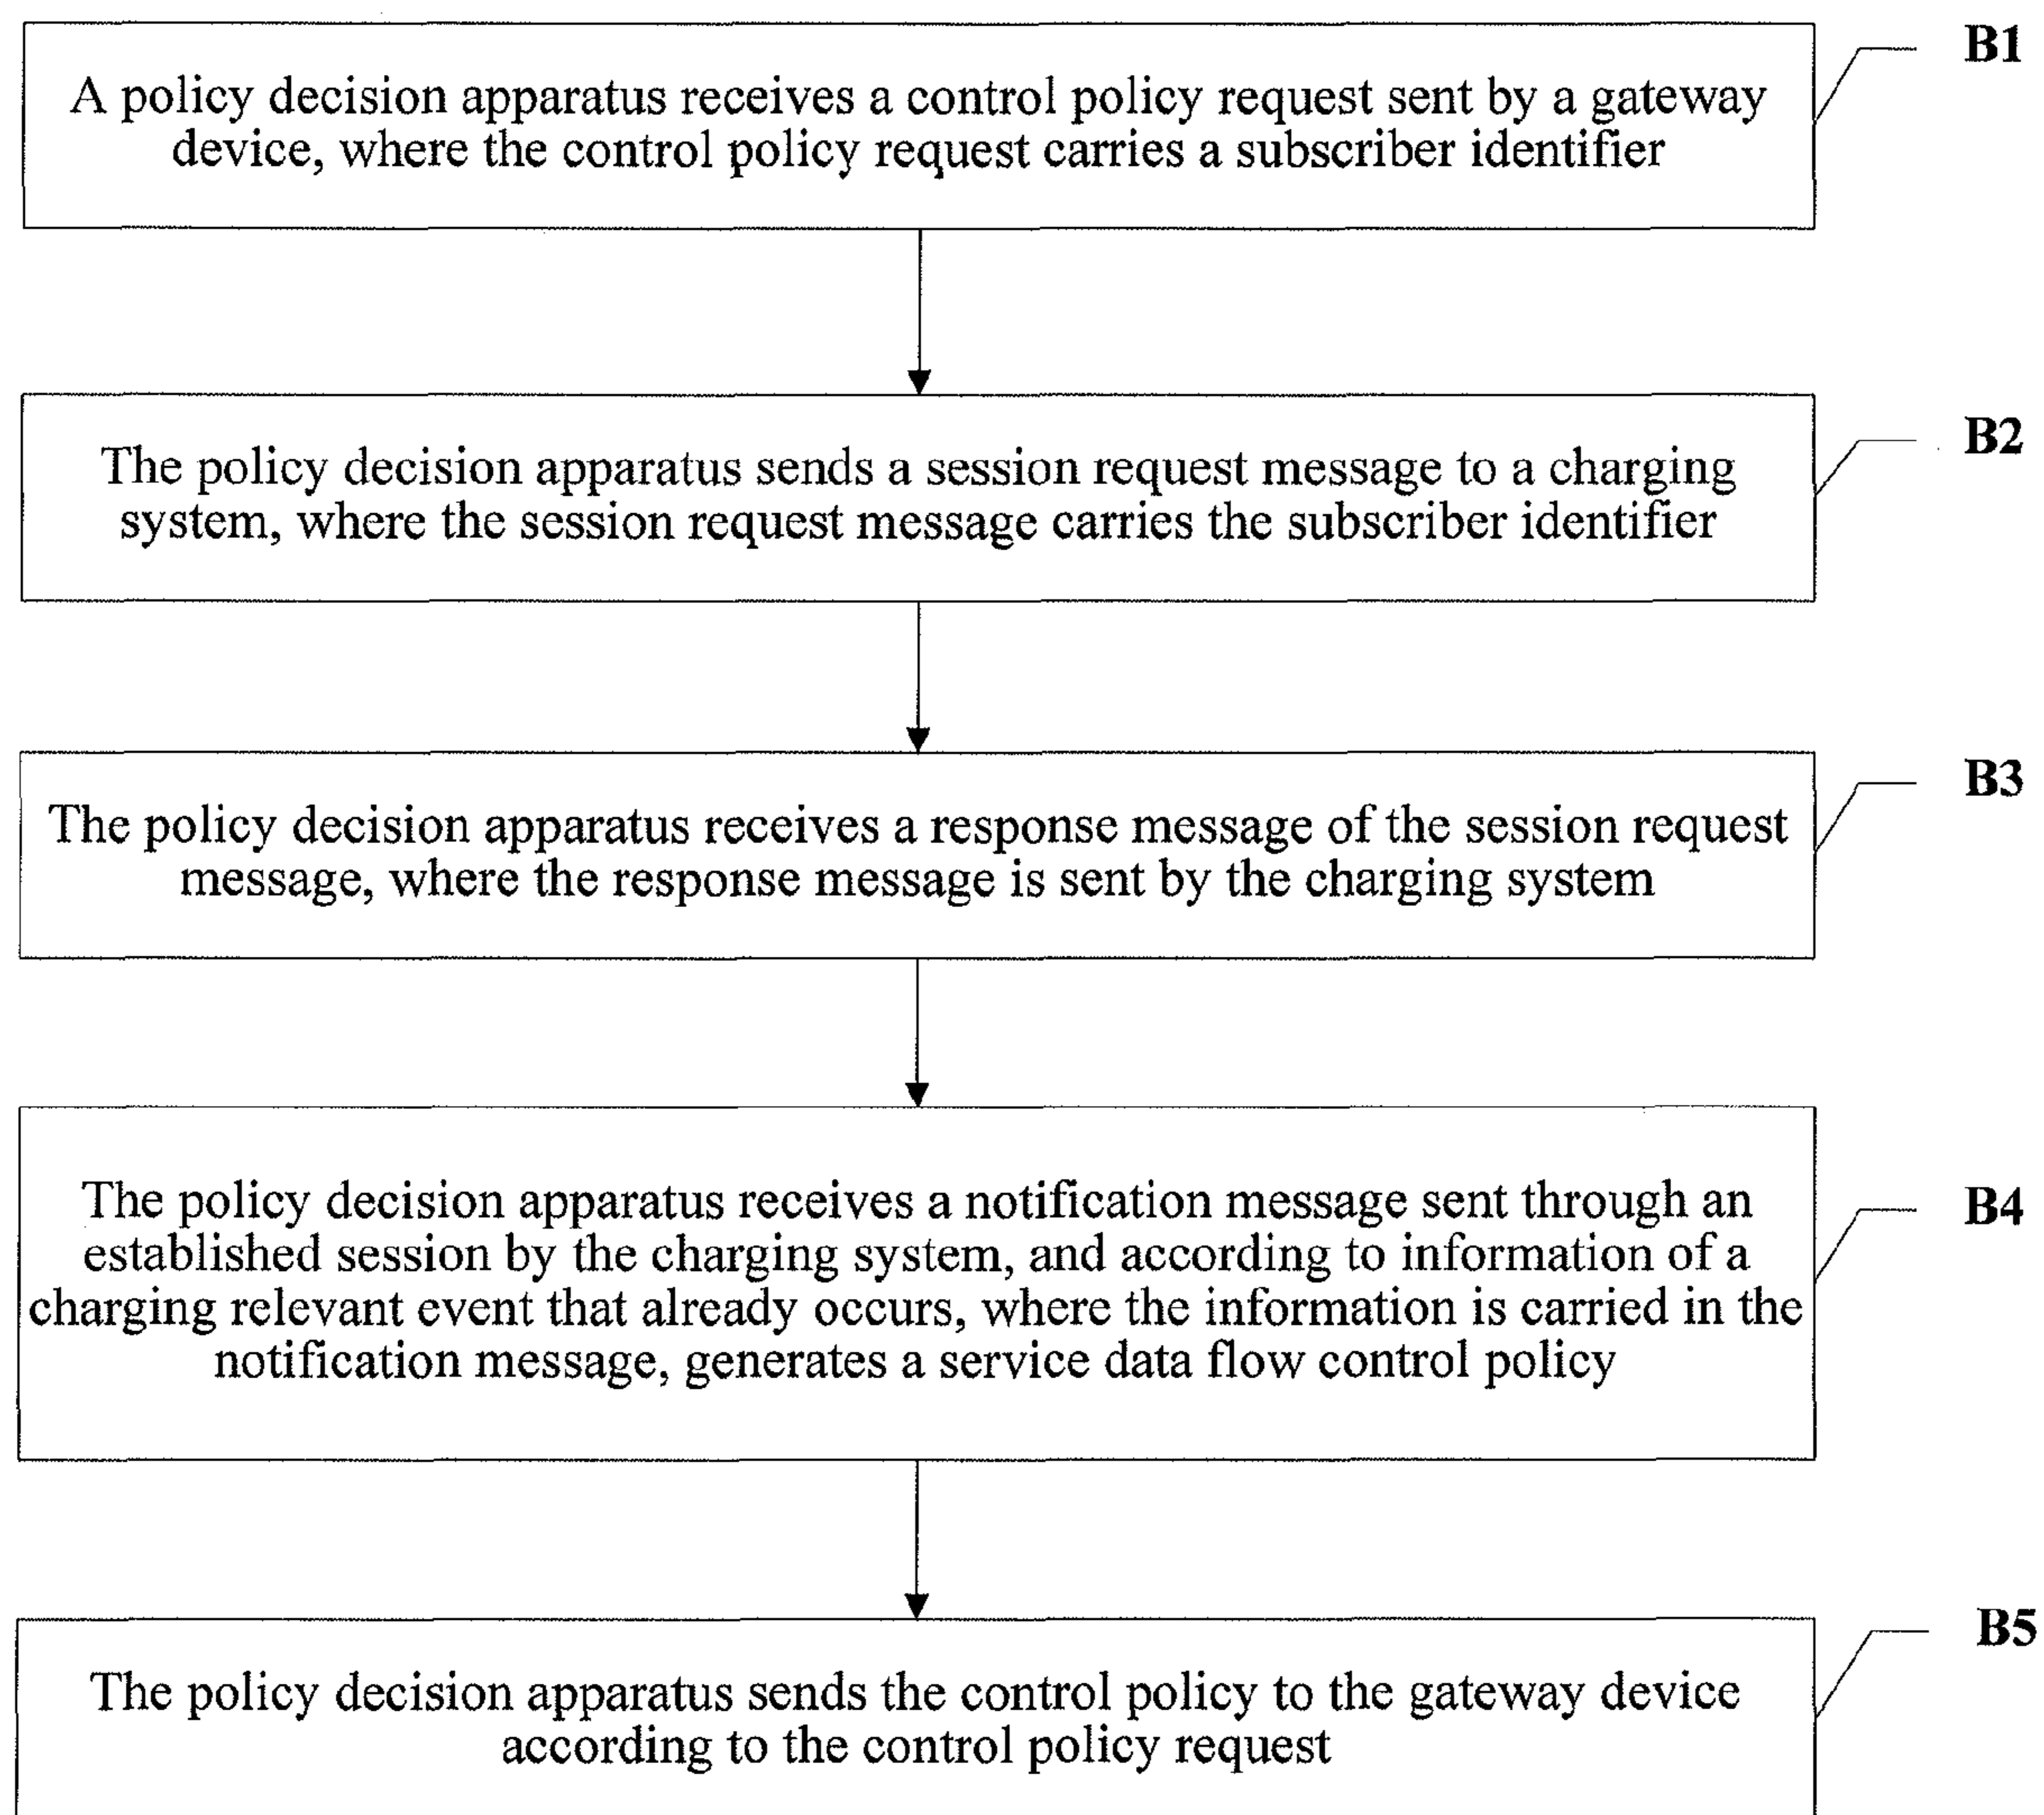 B1
A policy decision apparatus receives a control policy request sent by a gateway
device, where the control policy request carries a subscriber identifier
B2
The policy decision apparatus sends a session request message to a charging
system, where the session request message carries the subscriber identifier
B3
The policy decision apparatus receives a response message of the session request
message, where the response message is sent by the charging system
B4
The policy decision apparatus receives a notification message sent through an
established session by the charging system, and according to information of a
charging relevant event that already occurs, where the information is carried in the
notification message, generates a service data flow control policy
B5
The policy decision apparatus sends the control policy to the gateway device
according to the control policy request